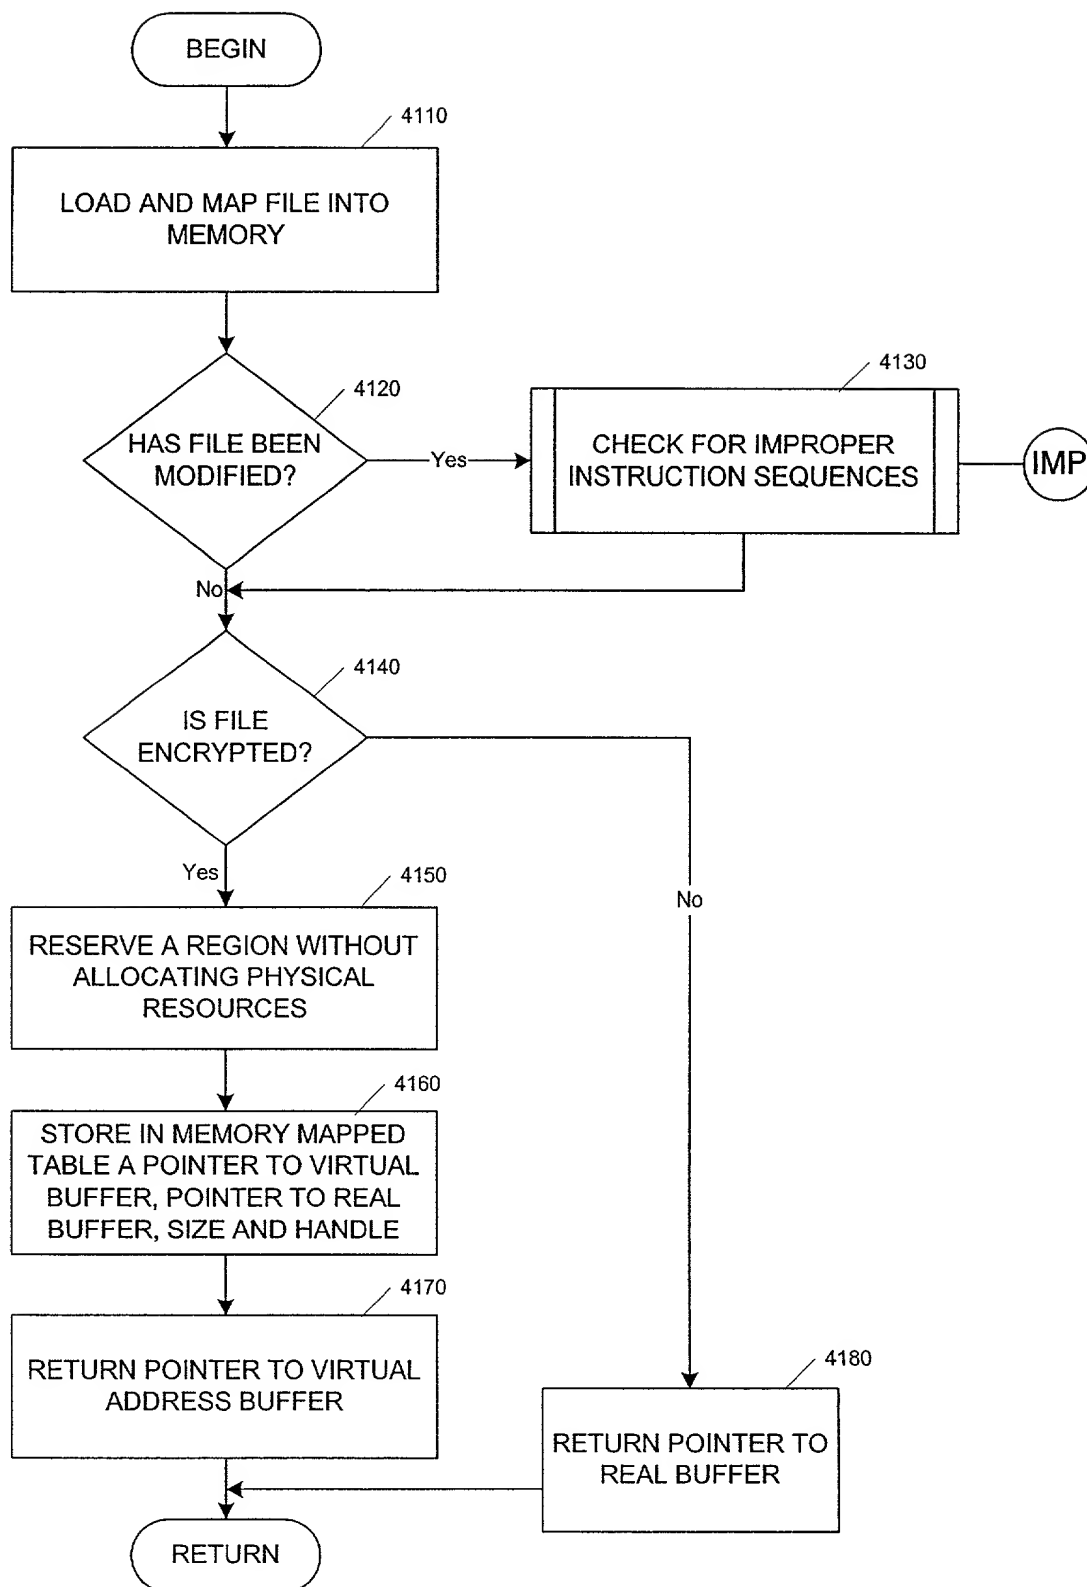 BEGIN
4110
LOAD AND MAP FILE INTO
MEMORY
4120
HAS FILE BEEN
MODIFIED?
Yes
4130
CHECK FOR IMPROPER
INSTRUCTION SEQUENCES
IMP
No
4140
IS FILE
ENCRYPTED?
Yes
No
4150
RESERVE A REGION WITHOUT
ALLOCATING PHYSICAL
RESOURCES
4160
STORE IN MEMORY MAPPED
TABLE A POINTER TO VIRTUAL
BUFFER, POINTER TO REAL
BUFFER, SIZE AND HANDLE
4170
RETURN POINTER TO VIRTUAL
ADDRESS BUFFER
4180
RETURN POINTER TO
REAL BUFFER
RETURN